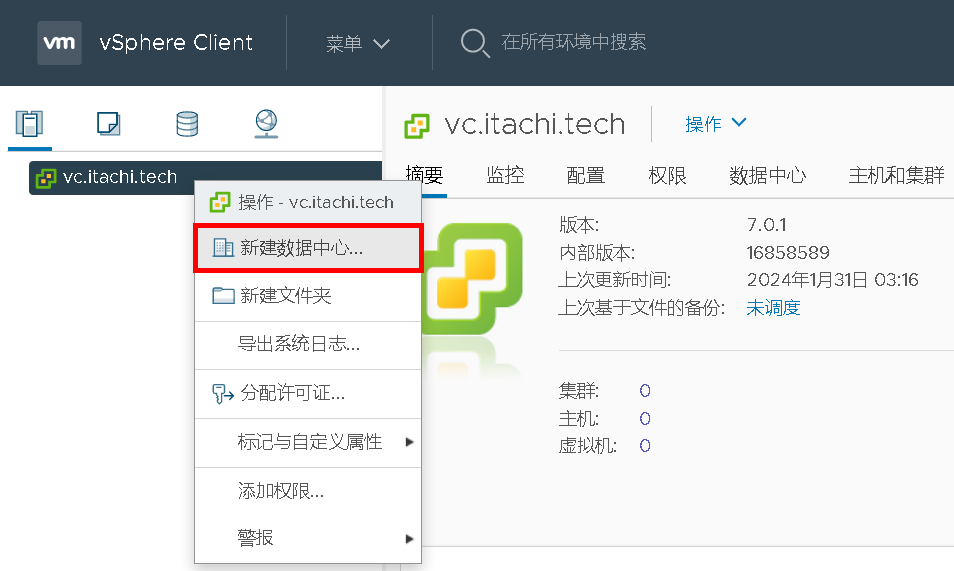 vm vSphere Client 菜单 在所有环境中搜索
vc.itachi.tech
操作 - vc.itachi.tech
新建数据中心...
新建文件夹
导出系统日志...
分配许可证...
标记与自定义属性
添加权限...
警报
vc.itachi.tech 操作
摘要 监控 配置 权限 数据中心 主机和集群
版本: 7.0.1
内部版本: 16858589
上次更新时间: 2024年1月31日 03:16
上次基于文件的备份: 未调度
集群: 0
主机: 0
虚拟机: 0